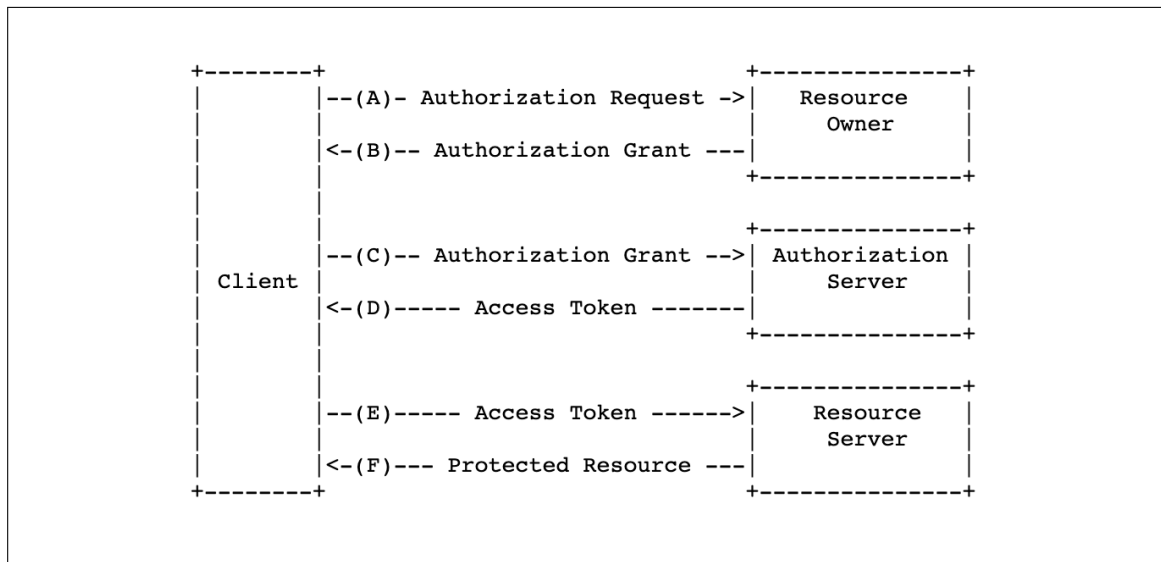 +--------+                               +---------------+
|        |--(A)- Authorization Request ->|   Resource    |
|        |                               |     Owner     |
|        |<-(B)-- Authorization Grant ---|               |
|        |                               +---------------+
|        |
|        |                               +---------------+
|        |--(C)-- Authorization Grant -->| Authorization |
| Client |                               |     Server    |
|        |<-(D)----- Access Token -------|               |
|        |                               +---------------+
|        |
|        |                               +---------------+
|        |--(E)----- Access Token ------>|    Resource   |
|        |                               |     Server    |
|        |<-(F)--- Protected Resource ---|               |
+--------+                               +---------------+